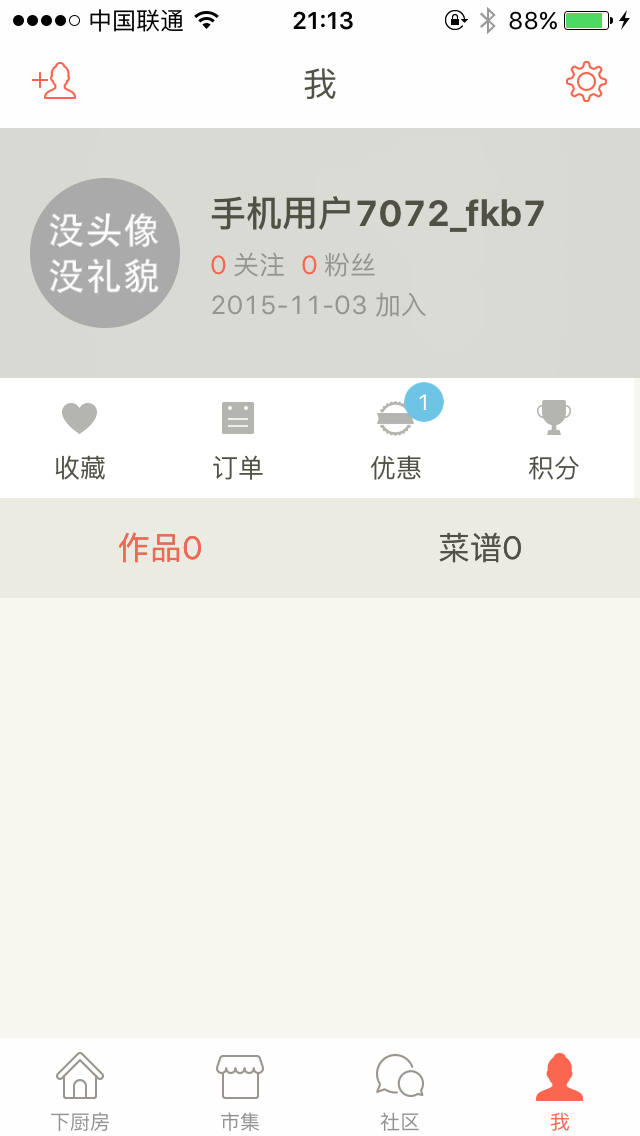 中国联通 21:13 88%
我
没头像
没礼貌
手机用户7072_fkb7
0 关注 0 粉丝
2015-11-03 加入
1
收藏 订单 优惠 积分
作品0 菜谱0
下厨房 市集 社区 我